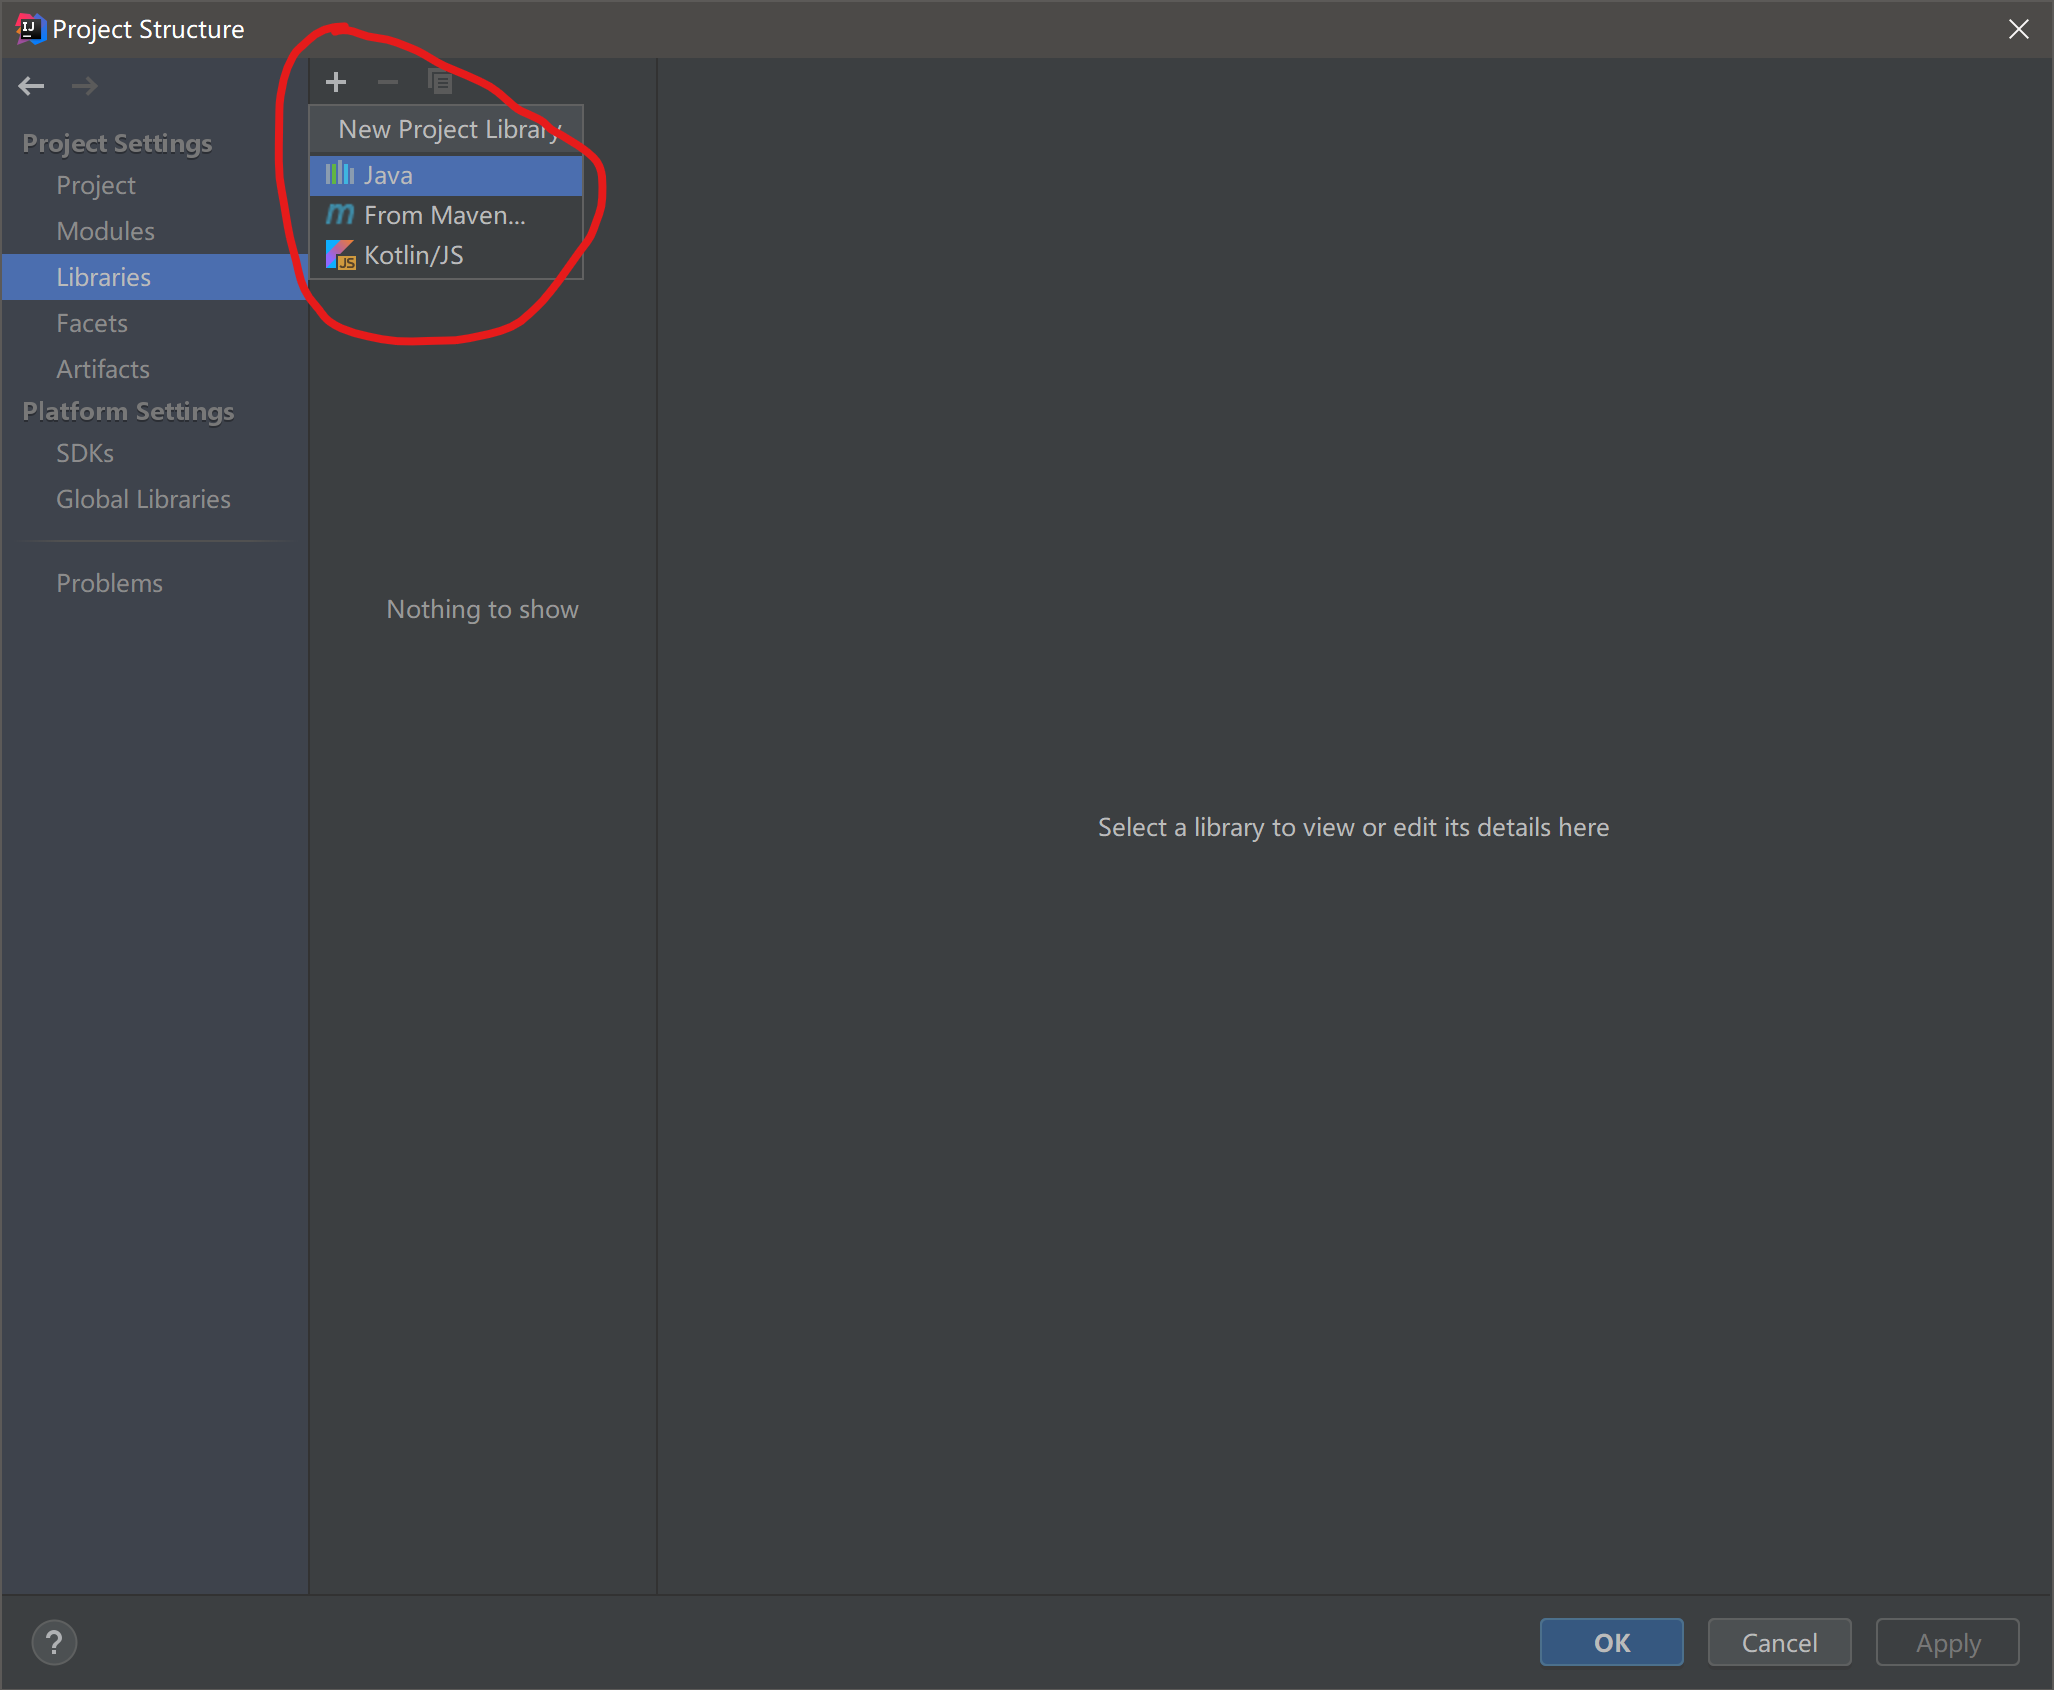 Project Structure
Project Settings
Project
Modules
Libraries
Facets
Artifacts
Platform Settings
SDKs
Global Libraries
Problems
New Project Library
Java
From Maven...
Kotlin/JS
Nothing to show
Select a library to view or edit its details here
?
OK
Cancel
Apply